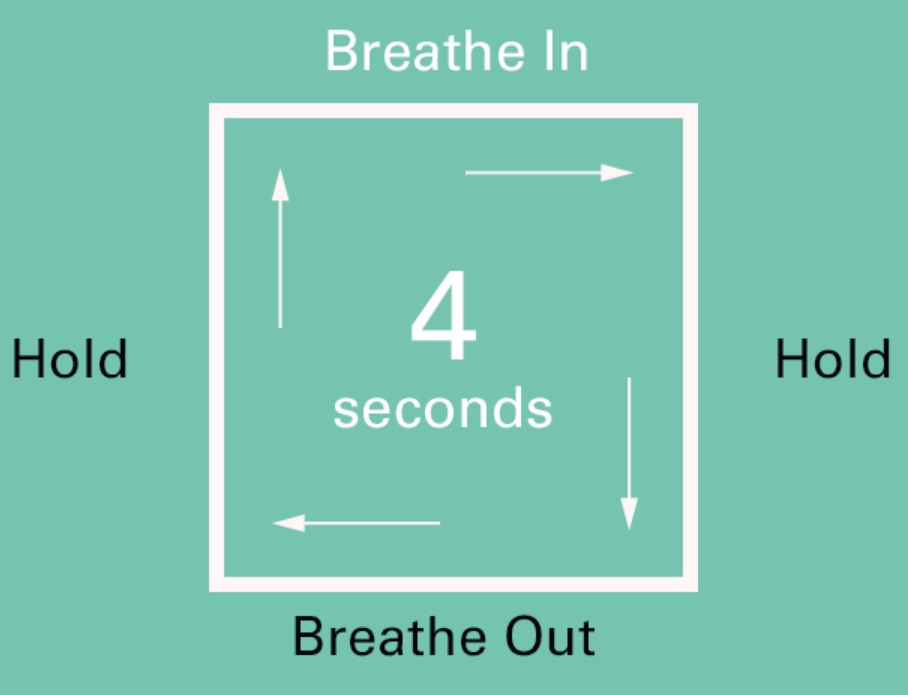 Breathe In
Hold
4
seconds
Hold
Breathe Out